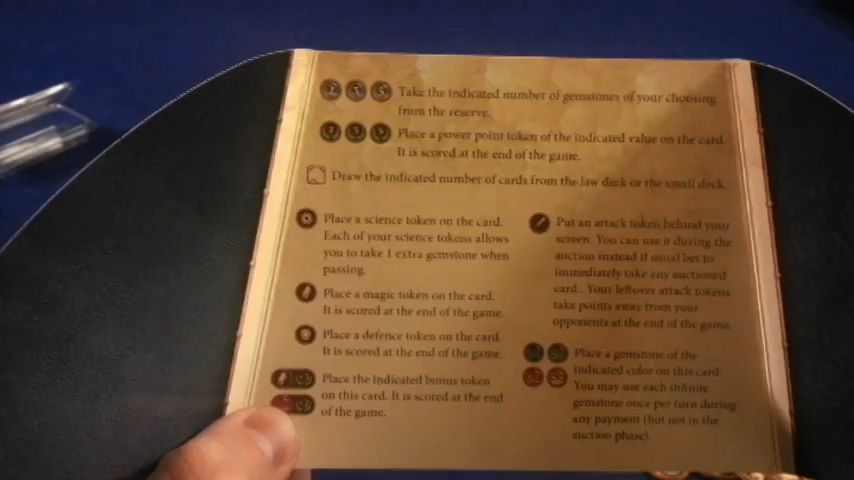 Take the indicated number of gemstones of your choosing
from the reserve.
Place a power point token of the indicated value on the card.
It is scored at the end of the game.
Draw the indicated number of cards from the law deck or the small deck.
Place a science token on the card.
Each of your science tokens allows
you to take 1 extra gemstone when
passing.
Place a magic token on the card.
It is scored at the end of the game.
Place a defence token on the card.
It is scored at the end of the game.
Place the indicated bonus token
on this card. It is scored at the end
of the game.
Put an attack token behind your
screen. You can use it during the
auction instead if usual bet to
immediately take any auctioned
card.. Your leftover attack tokens
take points away from your
opponents at the end of the game.
Place a gemstone of the
indicated color on this card.
You may use each infinite
gemstone once per turn during
any payment (but not in the
auction phase).